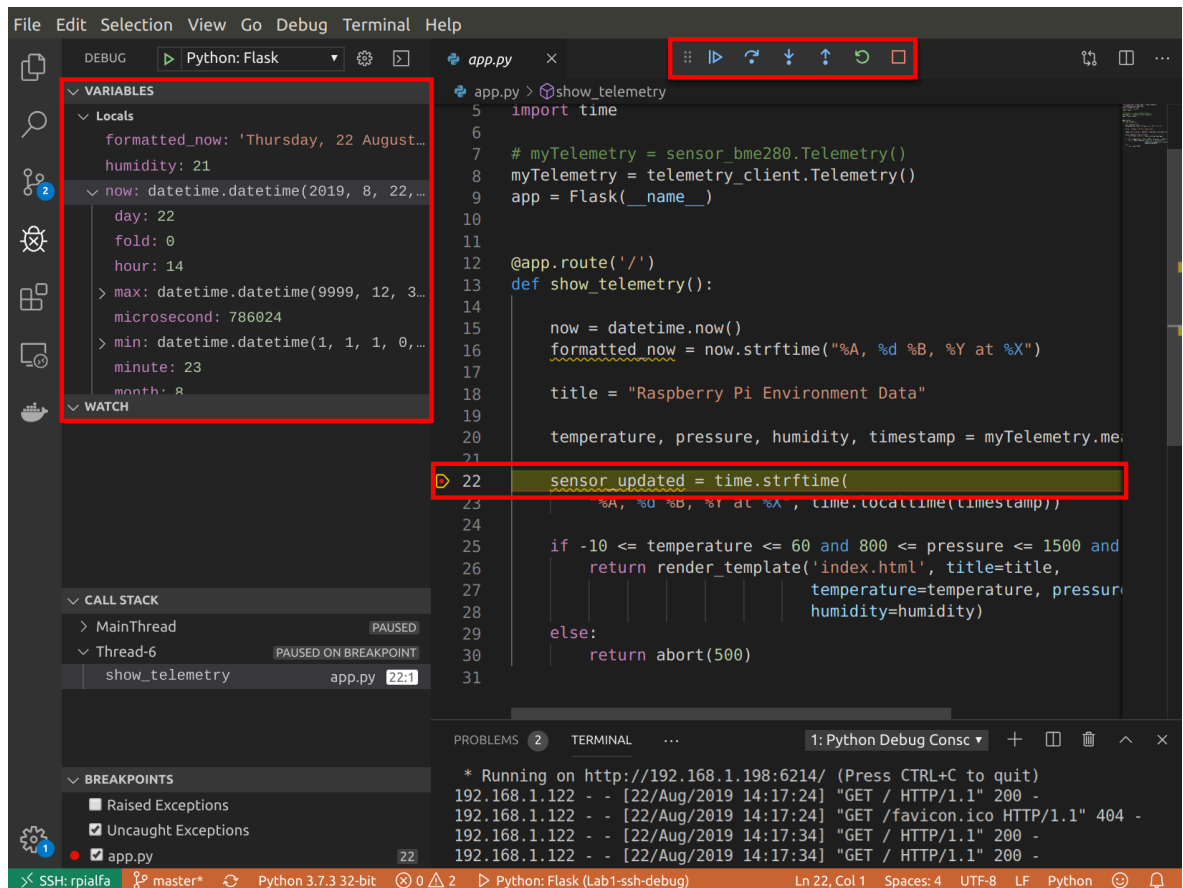 File Edit Selection View Go Debug Terminal Help
DEBUG Python: Flask
VARIABLES
Locals
formatted_now: 'Thursday, 22 August…
humidity: 21
now: datetime.datetime(2019, 8, 22,…
day: 22
fold: 0
hour: 14
max: datetime.datetime(9999, 12, 3…
microsecond: 786024
min: datetime.datetime(1, 1, 1, 0,…
minute: 23
month: 8
WATCH
CALL STACK
MainThread PAUSED
Thread-6 PAUSED ON BREAKPOINT
show_telemetry app.py 22:1
BREAKPOINTS
Raised Exceptions
Uncaught Exceptions
app.py 22
2
1
app.py
app.py > show_telemetry
5 import time
6
7 # myTelemetry = sensor_bme280.Telemetry()
8 myTelemetry = telemetry_client.Telemetry()
9 app = Flask(__name__)
10
11
12 @app.route('/')
13 def show_telemetry():
14
15 now = datetime.now()
16 formatted_now = now.strftime("%A, %d %B, %Y at %X")
17
18 title = "Raspberry Pi Environment Data"
19
20 temperature, pressure, humidity, timestamp = myTelemetry.mea
21
22 sensor_updated = time.strftime(
23 "%A, %d %B, %Y at %X", time.localtime(timestamp))
24
25 if -10 <= temperature <= 60 and 800 <= pressure <= 1500 and
26 return render_template('index.html', title=title,
27 temperature=temperature, pressure
28 humidity=humidity)
29 else:
30 return abort(500)
31
PROBLEMS 2 TERMINAL ··· 1: Python Debug Consc
* Running on http://192.168.1.198:6214/ (Press CTRL+C to quit)
192.168.1.122 - - [22/Aug/2019 14:17:24] "GET / HTTP/1.1" 200 -
192.168.1.122 - - [22/Aug/2019 14:17:24] "GET /favicon.ico HTTP/1.1" 404 -
192.168.1.122 - - [22/Aug/2019 14:17:34] "GET / HTTP/1.1" 200 -
192.168.1.122 - - [22/Aug/2019 14:17:34] "GET / HTTP/1.1" 200 -
SSH: rpialfa master* Python 3.7.3 32-bit 0 2 Python: Flask (Lab1-ssh-debug) Ln 22, Col 1 Spaces: 4 UTF-8 LF Python